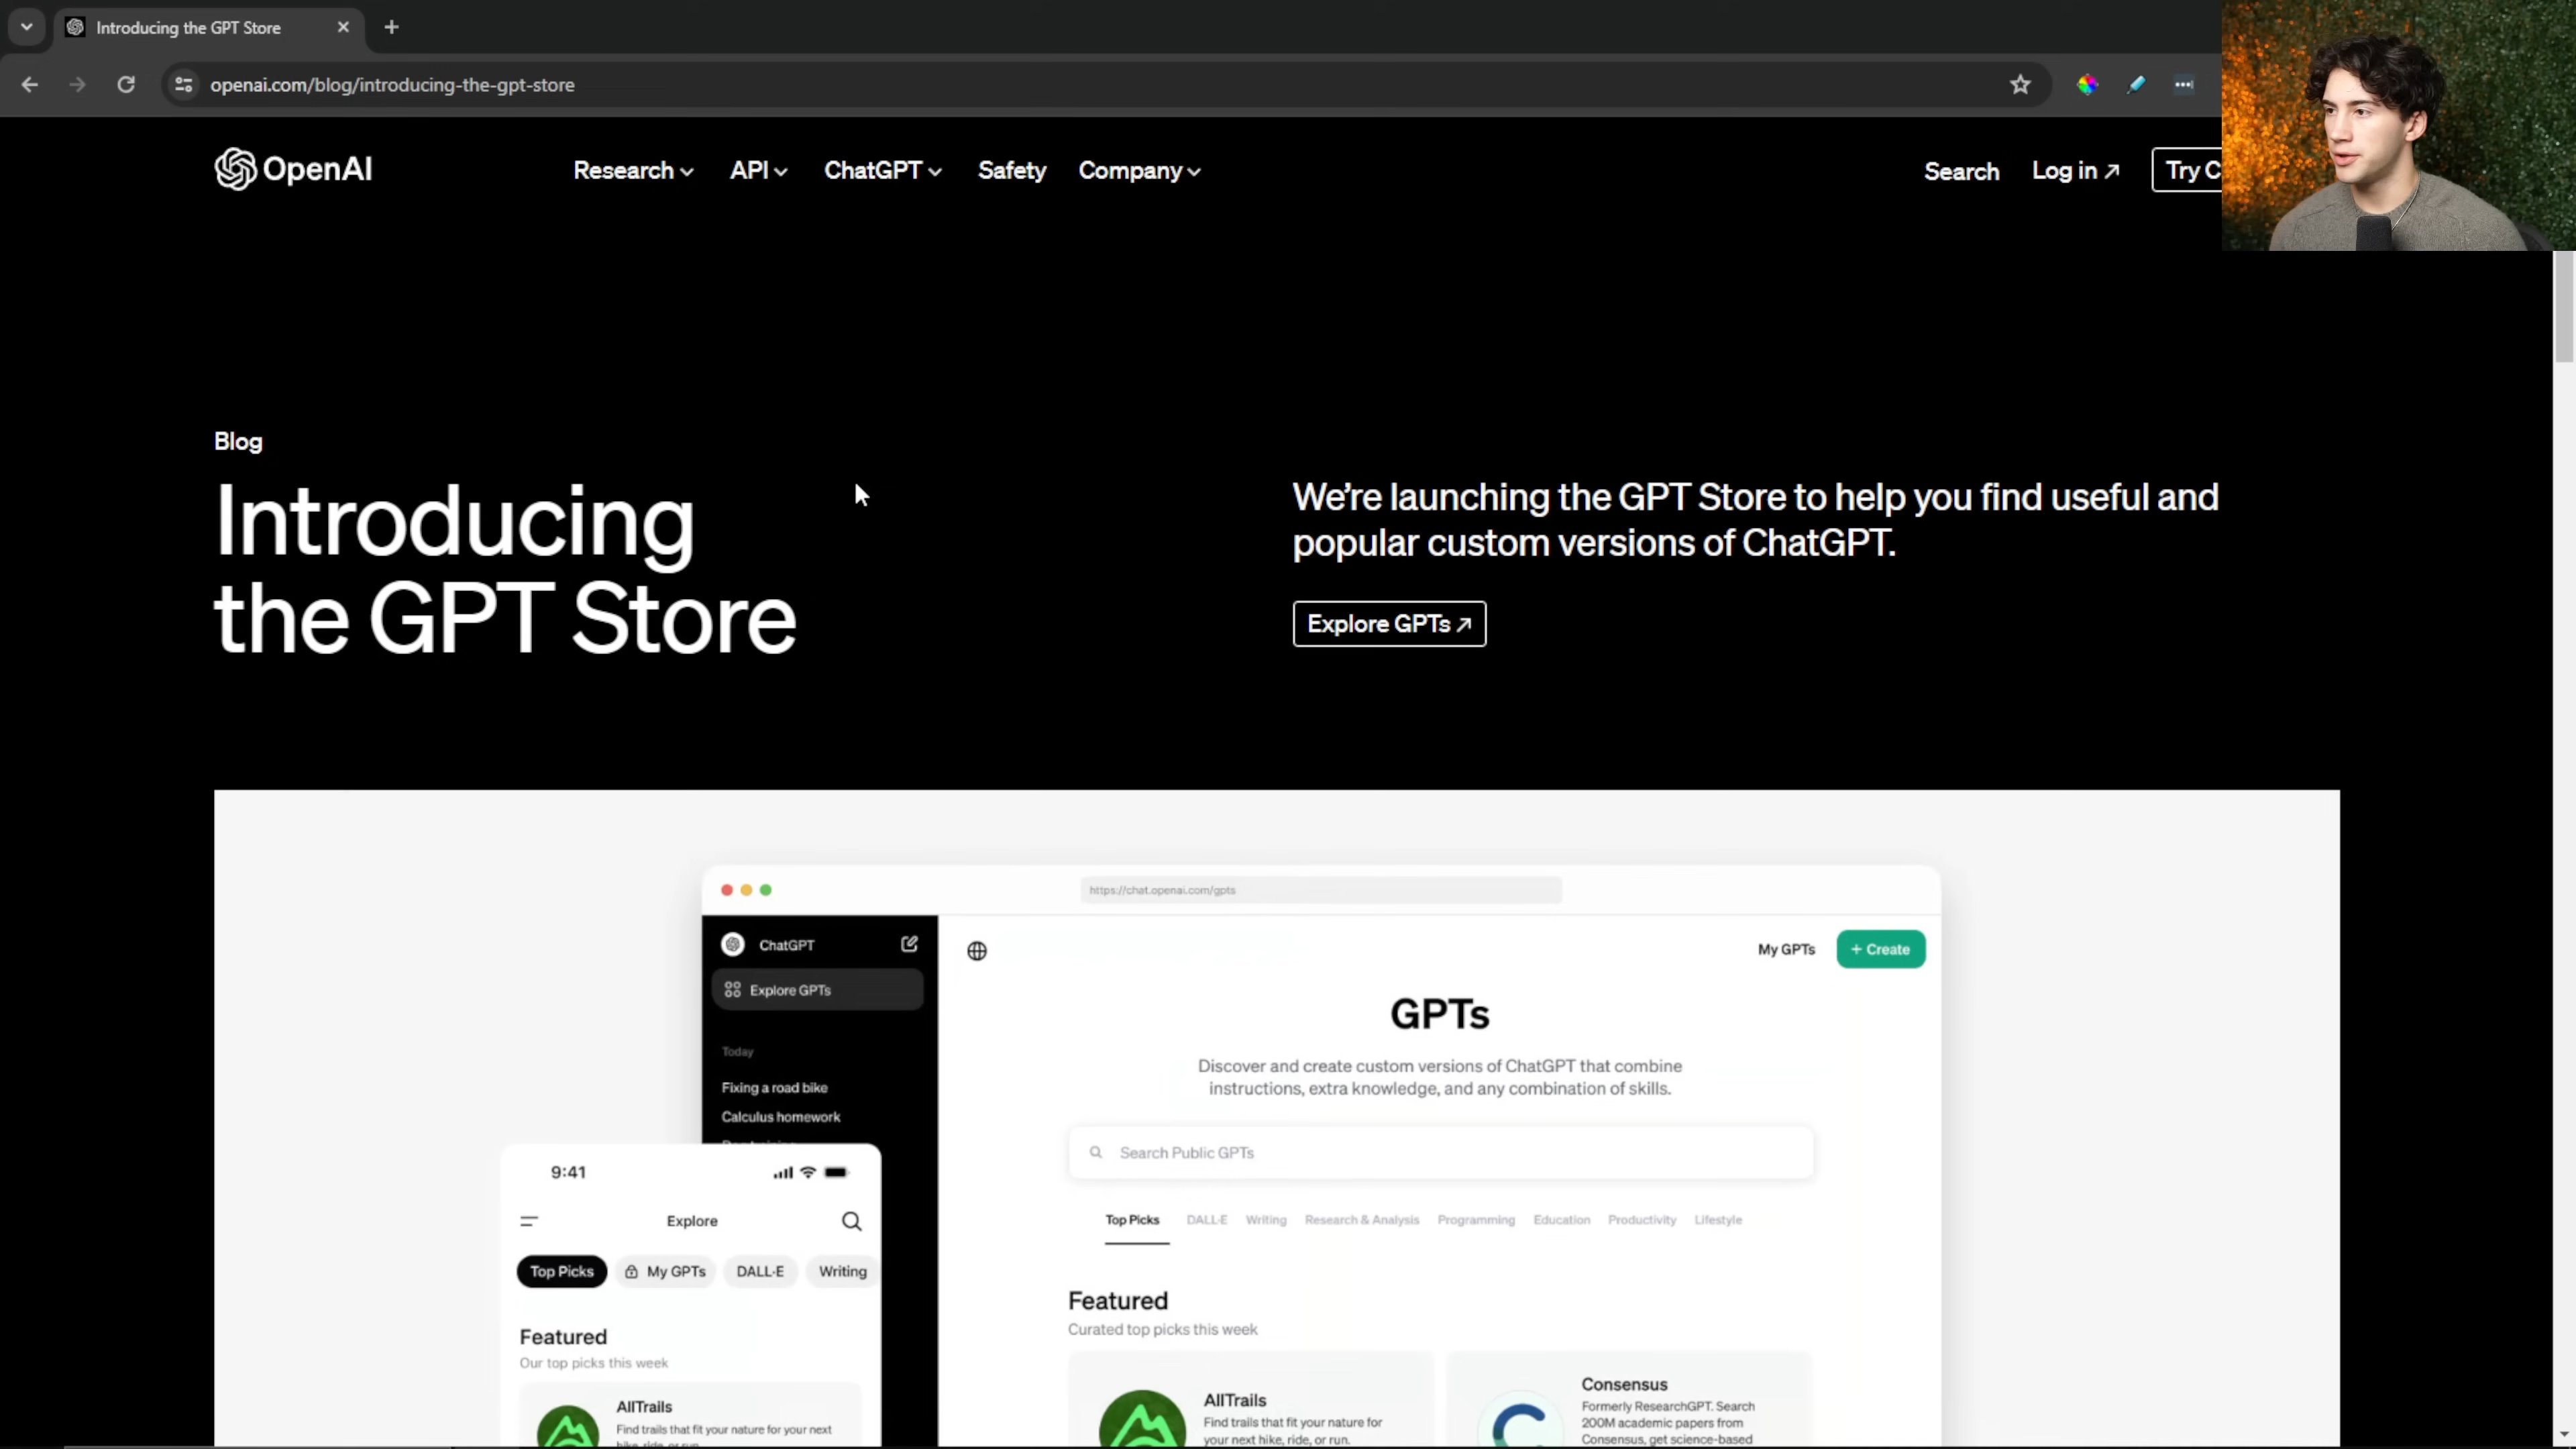 Introducing the GPT Store
openai.com/blog/introducing-the-gpt-store
OpenAI
Research
API
ChatGPT
Safety
Company
Search
Log in
Try C
Blog
Introducing
the GPT Store
We’re launching the GPT Store to help you find useful and
popular custom versions of ChatGPT.
Explore GPTs
https://chat.openai.com/gpts
ChatGPT
Explore GPTs
Today
Fixing a road bike
Calculus homework
My GPTs
+ Create
GPTs
Discover and create custom versions of ChatGPT that combine
instructions, extra knowledge, and any combination of skills.
Search Public GPTs
Top Picks
DALL·E
Writing
Research & Analysis
Programming
Education
Productivity
Lifestyle
Featured
Curated top picks this week
AllTrails
Find trails that fit your nature for
your next hike, ride, or run.
Consensus
Formerly ResearchGPT. Search
200M academic papers from
Consensus, get science-based
9:41
Explore
Top Picks
My GPTs
DALL·E
Writing
Featured
Our top picks this week
AllTrails
Find trails that fit your nature for your next
hike, ride, or run.